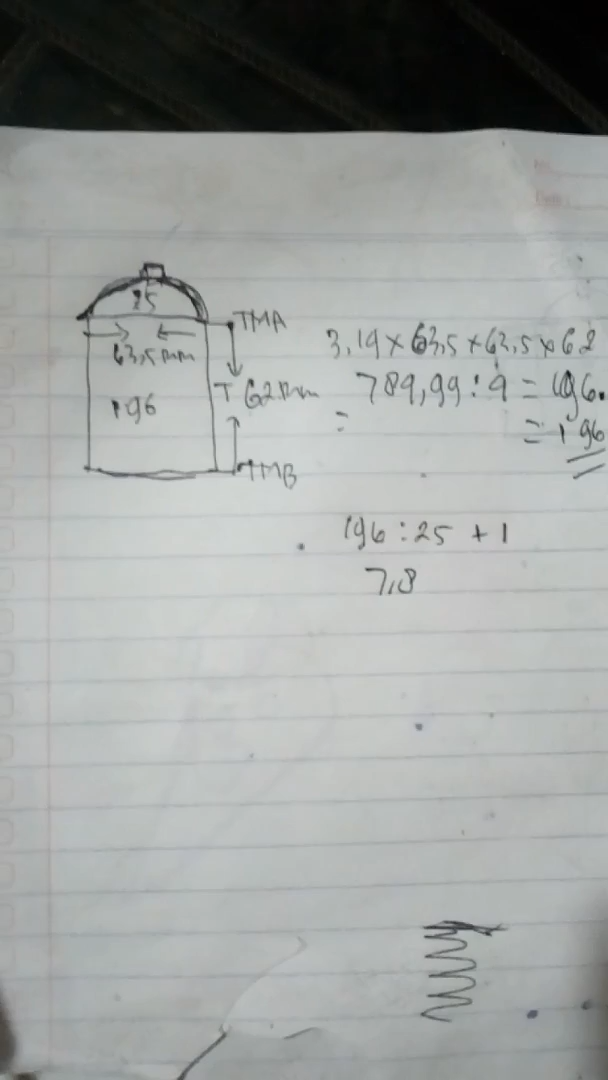 25
TMA
63,5 mm
T 62 mm
196
TMB
3,14 x 63,5 x 63,5 x 62
789,99 : 4 = 196.
=
= 196
196 : 25 + 1
7,8